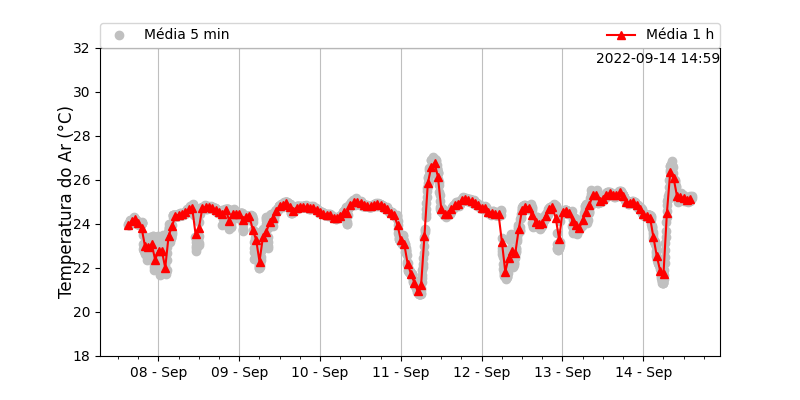 Média 5 min
Média 1 h
2022-09-14 14:59
Temperatura do Ar (°C)
32
30
28
26
24
22
20
18
08 - Sep
09 - Sep
10 - Sep
11 - Sep
12 - Sep
13 - Sep
14 - Sep